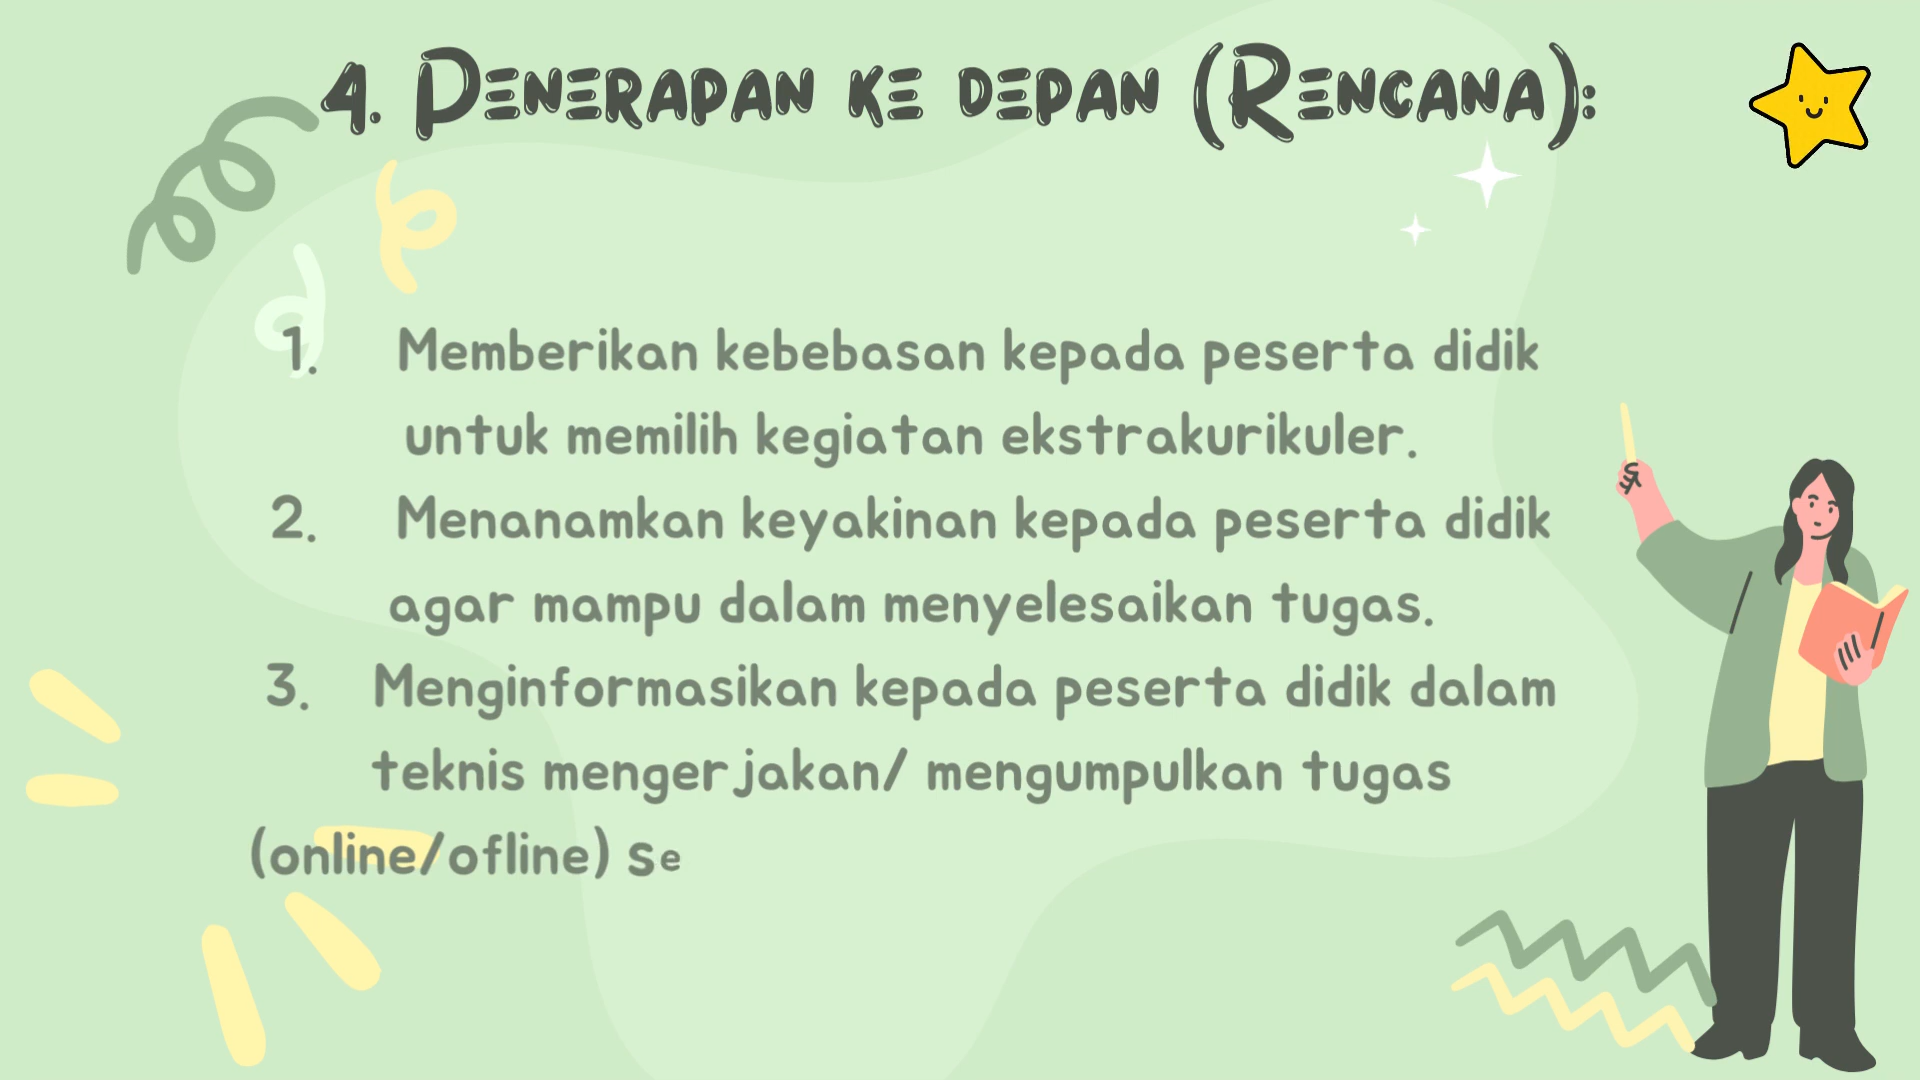 4. Penerapan ke depan (Rencana):
1. Memberikan kebebasan kepada peserta didik
untuk memilih kegiatan ekstrakurikuler.
2. Menanamkan keyakinan kepada peserta didik
agar mampu dalam menyelesaikan tugas.
3. Menginformasikan kepada peserta didik dalam
teknis mengerjakan/ mengumpulkan tugas
(online/ofline) se